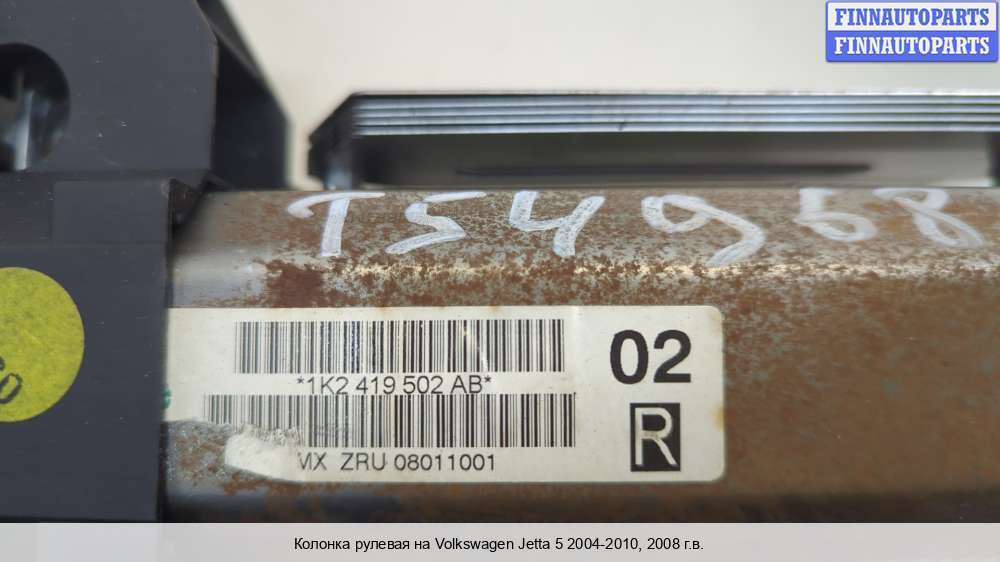 FINNAUTOPARTS
FINNAUTOPARTS
T54968
*1K2 419 502 AB*
02
R
MX ZRU 08011001
Колонка рулевая на Volkswagen Jetta 5 2004-2010, 2008 г.в.